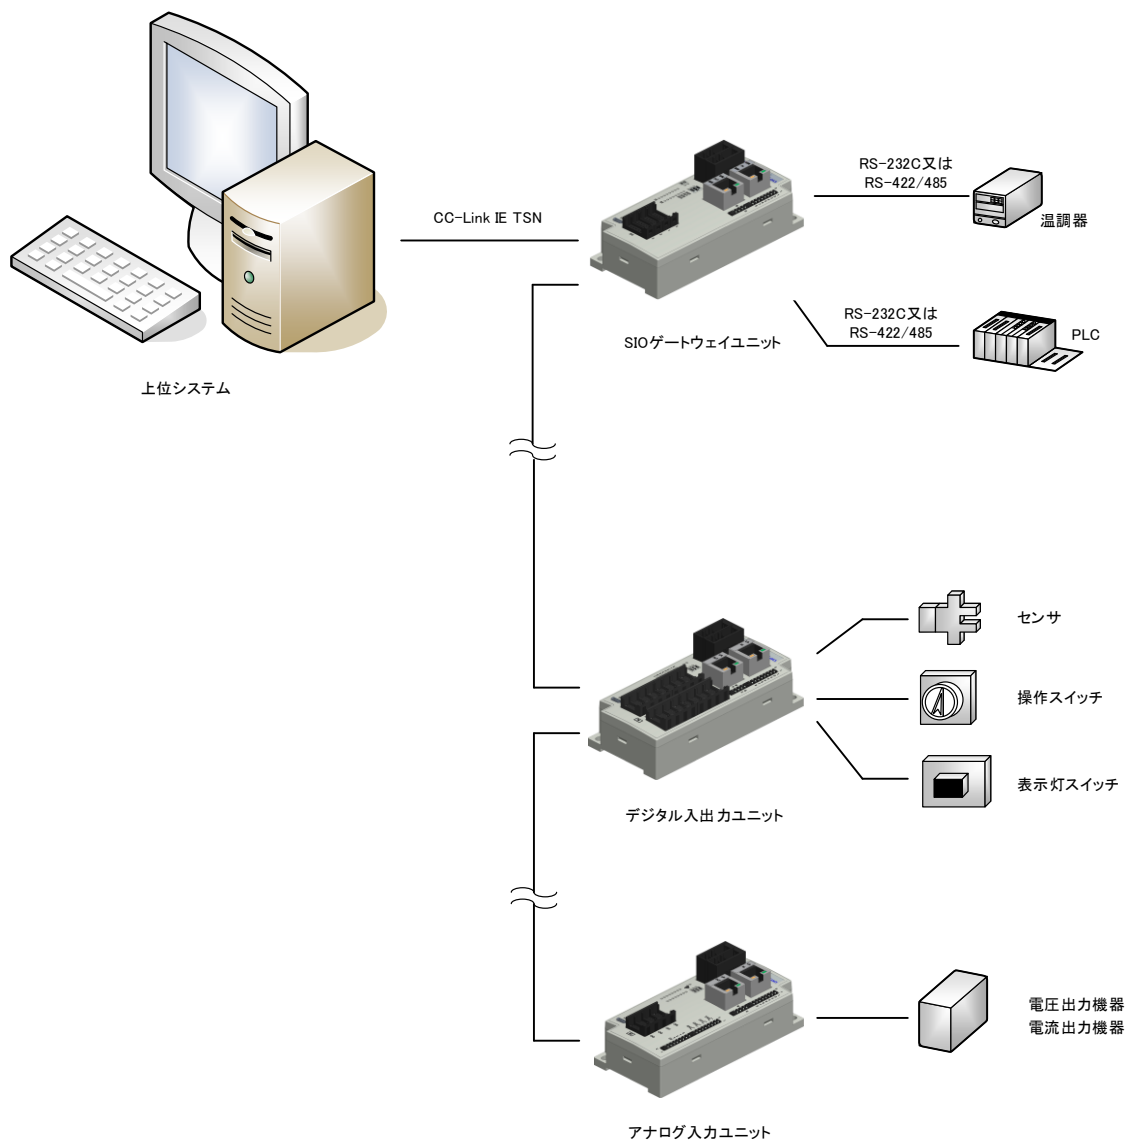 RS-232C又は
RS-422/485
温調器
CC-Link IE TSN
RS-232C又は
RS-422/485
PLC
SIOゲートウェイユニット
上位システム
センサ
操作スイッチ
表示灯スイッチ
デジタル入出力ユニット
電圧出力機器
電流出力機器
アナログ入力ユニット